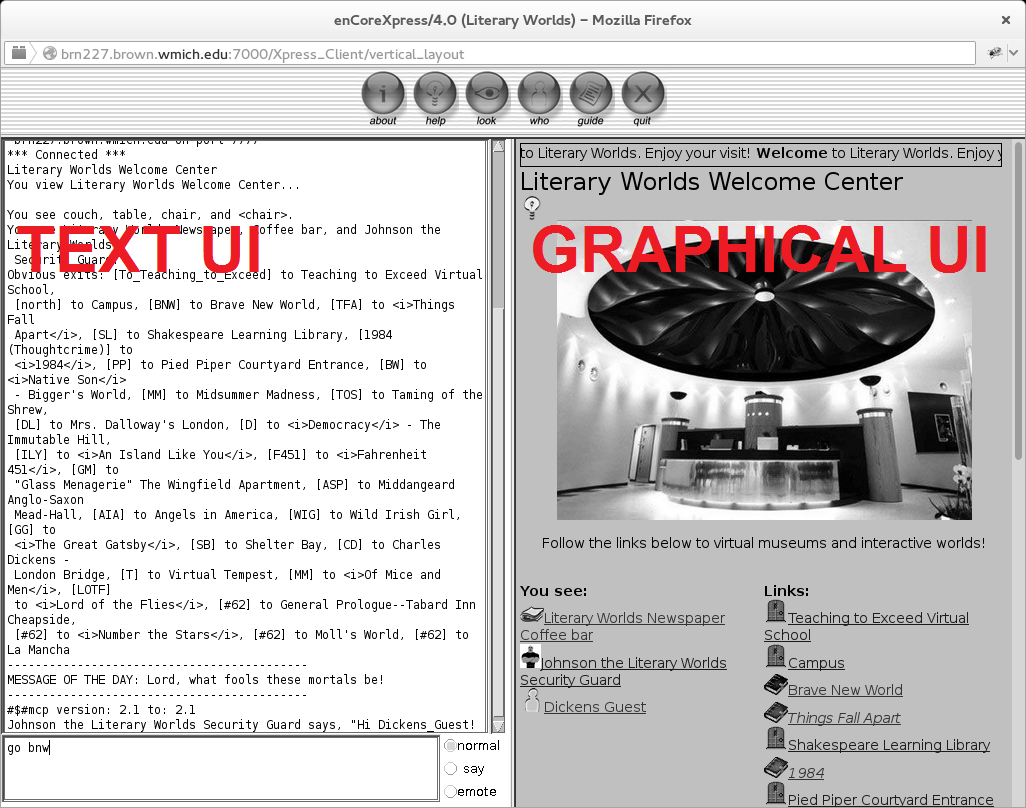 enCoreXpress/4.0 (Literary Worlds) – Mozilla Firefox
brn227.brown.wmich.edu:7000/Xpress_Client/vertical_layout
about help look who guide quit
brn227.brown.wmich.edu on port 7777
*** Connected ***
Literary Worlds Welcome Center
You view Literary Worlds Welcome Center...
You see couch, table, chair, and <chair>.
Coffee bar, and Johnson the
TEXT UI
Obvious exits: [To_Teaching_to_Exceed] to Teaching to Exceed Virtual
School,
[north] to Campus, [BNW] to Brave New World, [TFA] to <i>Things
Fall
Apart</i>, [SL] to Shakespeare Learning Library, [1984
(Thoughtcrime)] to
<i>1984</i>, [PP] to Pied Piper Courtyard Entrance, [BW] to
<i>Native Son</i>
- Bigger's World, [MM] to Midsummer Madness, [TOS] to Taming of the
Shrew,
[DL] to Mrs. Dalloway's London, [D] to <i>Democracy</i> - The
Immutable Hill,
[ILY] to <i>An Island Like You</i>, [F451] to <i>Fahrenheit
451</i>, [GM] to
"Glass Menagerie" The Wingfield Apartment, [ASP] to Middangeard
Anglo-Saxon
Mead-Hall, [AIA] to Angels in America, [WIG] to Wild Irish Girl,
[GG] to
<i>The Great Gatsby</i>, [SB] to Shelter Bay, [CD] to Charles
Dickens -
London Bridge, [T] to Virtual Tempest, [MM] to <i>Of Mice and
Men</i>, [LOTF]
to <i>Lord of the Flies</i>, [#62] to General Prologue--Tabard Inn
Cheapside,
[#62] to <i>Number the Stars</i>, [#62] to Moll's World, [#62] to
La Mancha
-----------------------------------------
MESSAGE OF THE DAY: Lord, what fools these mortals be!
-----------------------------------------
#$#mcp version: 2.1 to: 2.1
Johnson the Literary Worlds Security Guard says, "Hi Dickens_Guest!
go bnw
normal
say
emote
to Literary Worlds. Enjoy your visit! Welcome to Literary Worlds. Enjoy y
Literary Worlds Welcome Center
GRAPHICAL UI
Follow the links below to virtual museums and interactive worlds!
You see:
Literary Worlds Newspaper
Coffee bar
Johnson the Literary Worlds
Security Guard
Dickens Guest
Links:
Teaching to Exceed Virtual
School
Campus
Brave New World
Things Fall Apart
Shakespeare Learning Library
1984
Pied Piper Courtyard Entrance